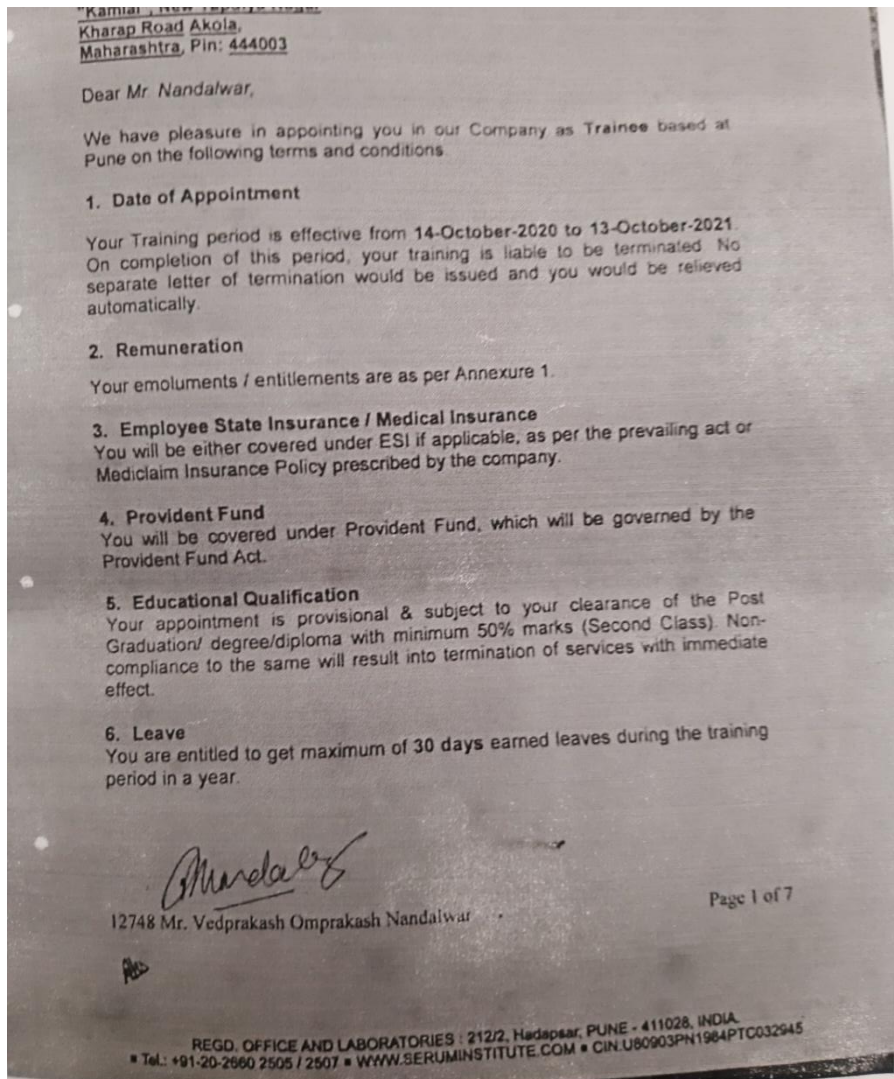 Kharap Road Akola,
Maharashtra, Pin: 444003
Dear Mr. Nandalwar,
We have pleasure in appointing you in our Company as Trainee based at
Pune on the following terms and conditions.
1. Date of Appointment
Your Training period is effective from 14-October-2020 to 13-October-2021.
On completion of this period, your training is liable to be terminated. No
separate letter of termination would be issued and you would be relieved
automatically.
2. Remuneration
Your emoluments / entitlements are as per Annexure 1.
3. Employee State Insurance / Medical Insurance
You will be either covered under ESI if applicable, as per the prevailing act or
Mediclaim Insurance Policy prescribed by the company.
4. Provident Fund
You will be covered under Provident Fund, which will be governed by the
Provident Fund Act.
5. Educational Qualification
Your appointment is provisional & subject to your clearance of the Post
Graduation/ degree/diploma with minimum 50% marks (Second Class). Non-
compliance to the same will result into termination of services with immediate
effect.
6. Leave
You are entitled to get maximum of 30 days earned leaves during the training
period in a year.
12748 Mr. Vedprakash Omprakash Nandalwar
Page 1 of 7
REGD. OFFICE AND LABORATORIES : 212/2, Hadapsar, PUNE - 411028, INDIA.
■ Tel.: +91-20-2660 2505 / 2507 ■ WWW.SERUMINSTITUTE.COM ■ CIN:U80903PN1984PTC032945